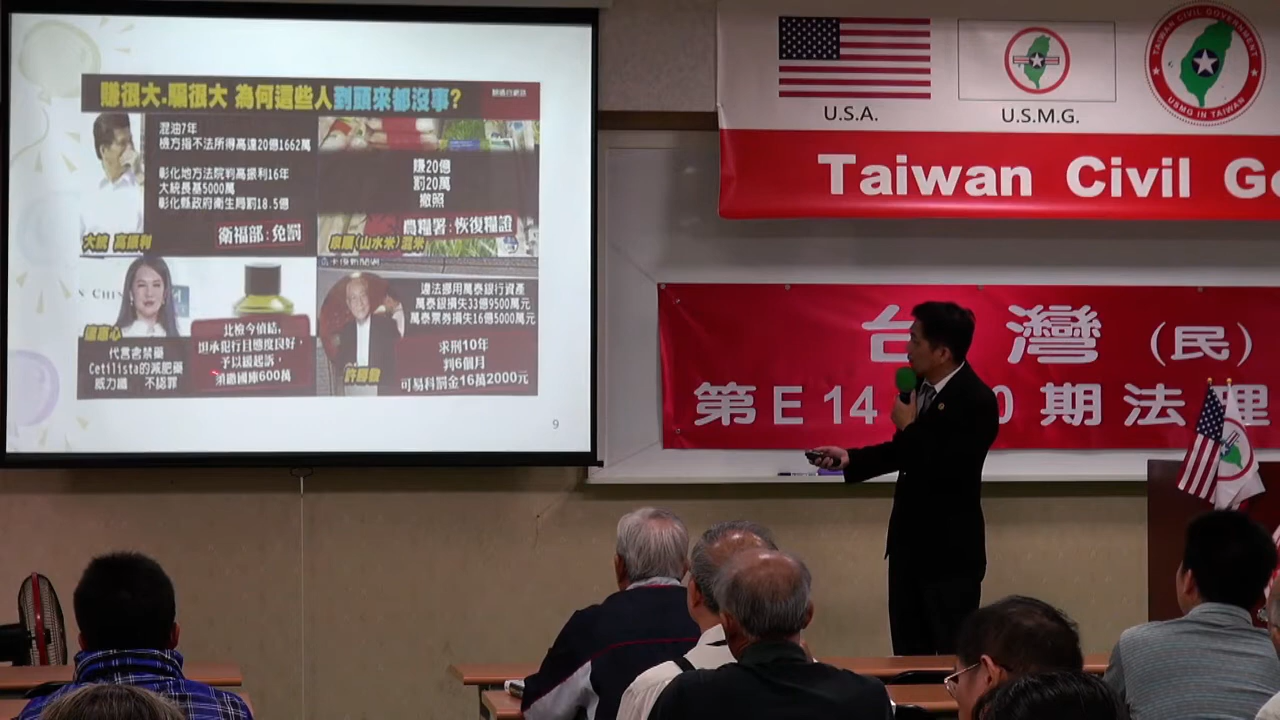 賺很大.騙很大 為何這些人到頭來都沒事?
混油7年
檢方指不法所得高達20億1662萬
彰化地方法院判高振利16年
大統長基5000萬
彰化縣政府衛生局罰18.5億
衛福部:免罰
大統 高振利
賺20億
罰20萬
撤照
農糧署:恢復糧證
泉順(山水米)混米
代言含禁藥
Cetilista的減肥藥
威力纖 不認罪
北檢今偵結,
坦承犯行且態度良好,
予以緩起訴,
須繳國庫600萬
違法挪用萬泰銀行資產
萬泰銀損失33億9500萬元
萬泰票券損失16億5000萬元
求刑10年
判6個月
可易科罰金16萬2000元
許勝發
9
U.S.A.
U.S.M.G.
TAIWAN CIVIL GOVERNMENT
USMG IN TAIWAN
Taiwan Civil G
台灣(民)
第E14 0期法理